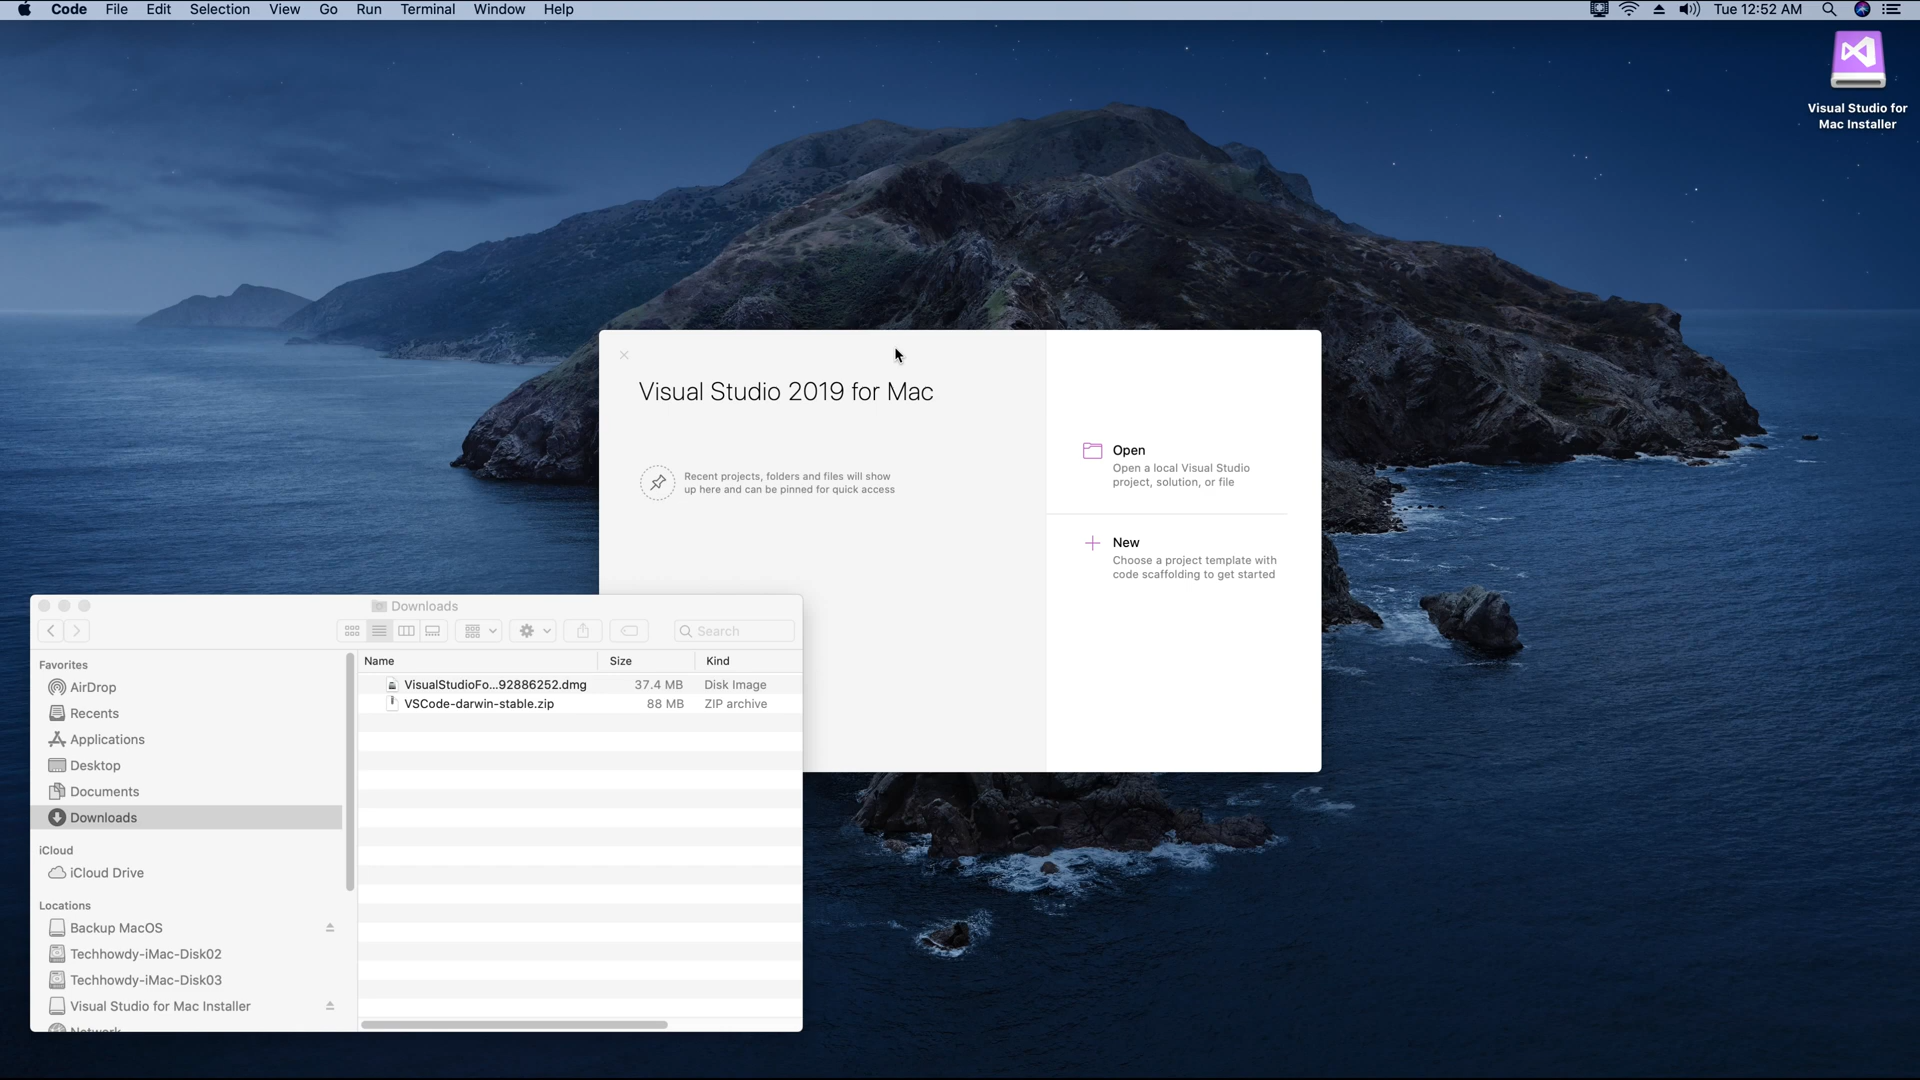 Code File Edit Selection View Go Run Terminal Window Help
Tue 12:52 AM
Visual Studio for
Mac Installer
Visual Studio 2019 for Mac
Recent projects, folders and files will show
up here and can be pinned for quick access
Open
Open a local Visual Studio
project, solution, or file
New
Choose a project template with
code scaffolding to get started
Downloads
Search
Favorites
AirDrop
Recents
Applications
Desktop
Documents
Downloads
iCloud
iCloud Drive
Locations
Backup MacOS
Techhowdy-iMac-Disk02
Techhowdy-iMac-Disk03
Visual Studio for Mac Installer
Network
Name Size Kind
VisualStudioFo...92886252.dmg 37.4 MB Disk Image
VSCode-darwin-stable.zip 88 MB ZIP archive